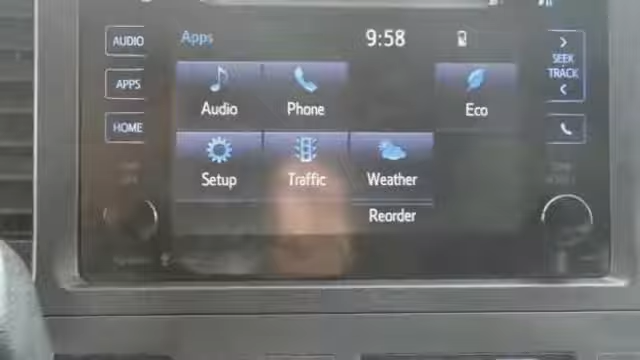 AUDIO
Apps
9:58
SEEK
TRACK
APPS
HOME
Audio
Phone
Eco
Setup
Traffic
Weather
Reorder